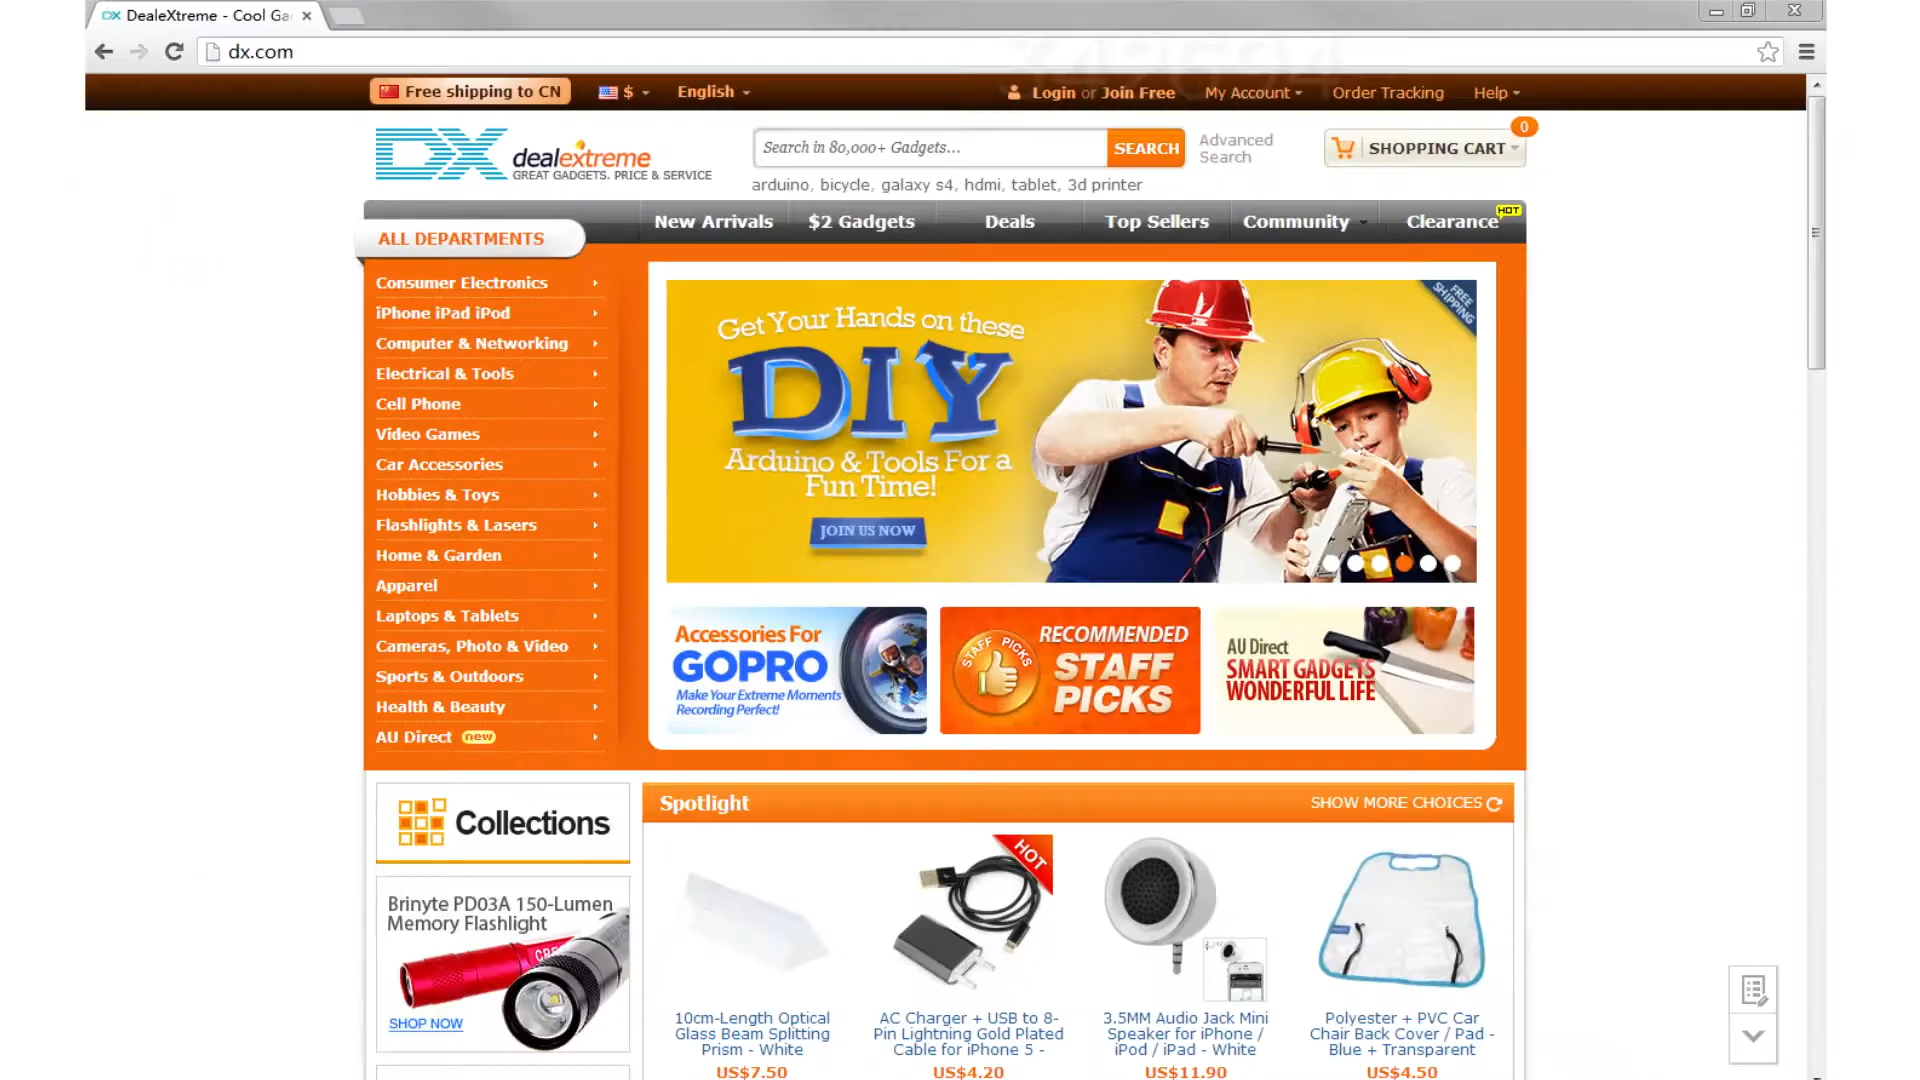 DX DealeXtreme - Cool Ga
dx.com
Free shipping to CN
$
English
Login or Join Free
My Account
Order Tracking
Help
DX dealextreme
GREAT GADGETS. PRICE & SERVICE
Search in 80,000+ Gadgets...
SEARCH
Advanced
Search
SHOPPING CART
0
arduino, bicycle, galaxy s4, hdmi, tablet, 3d printer
New Arrivals
$2 Gadgets
Deals
Top Sellers
Community
Clearance
HOT
ALL DEPARTMENTS
Consumer Electronics
iPhone iPad iPod
Computer & Networking
Electrical & Tools
Cell Phone
Video Games
Car Accessories
Hobbies & Toys
Flashlights & Lasers
Home & Garden
Apparel
Laptops & Tablets
Cameras, Photo & Video
Sports & Outdoors
Health & Beauty
AU Direct new
Get Your Hands on these
DIY
Arduino & Tools For a
Fun Time!
JOIN US NOW
FREE
SHIPPING
Accessories For
GOPRO
Make Your Extreme Moments
Recording Perfect!
STAFF PICKS
RECOMMENDED
STAFF
PICKS
AU Direct
SMART GADGETS
WONDERFUL LIFE
Collections
Brinyte PD03A 150-Lumen
Memory Flashlight
SHOP NOW
Spotlight
SHOW MORE CHOICES
HOT
10cm-Length Optical
Glass Beam Splitting
Prism - White
US$7.50
AC Charger + USB to 8-
Pin Lightning Gold Plated
Cable for iPhone 5 -
US$4.20
3.5MM Audio Jack Mini
Speaker for iPhone /
iPod / iPad - White
US$11.90
Polyester + PVC Car
Chair Back Cover / Pad -
Blue + Transparent
US$4.50